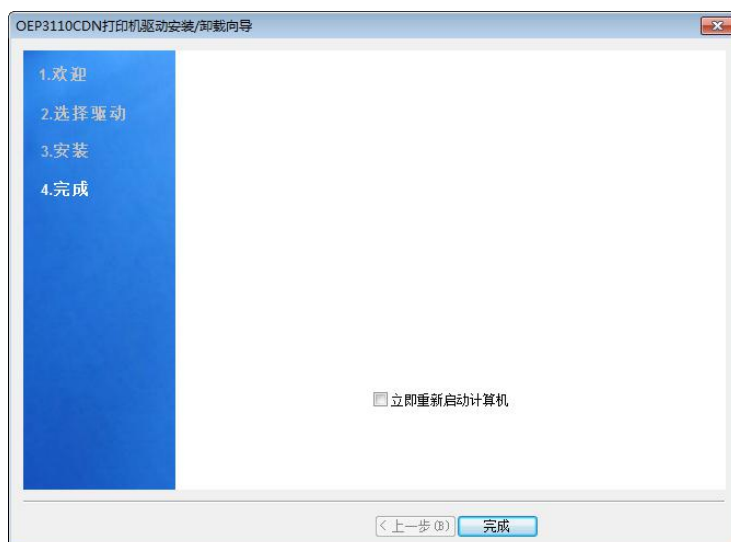 OEP3110CDN打印机驱动安装/卸载向导
1.欢迎
2.选择驱动
3.安装
4.完成
立即重新启动计算机
< 上一步(B)
完成